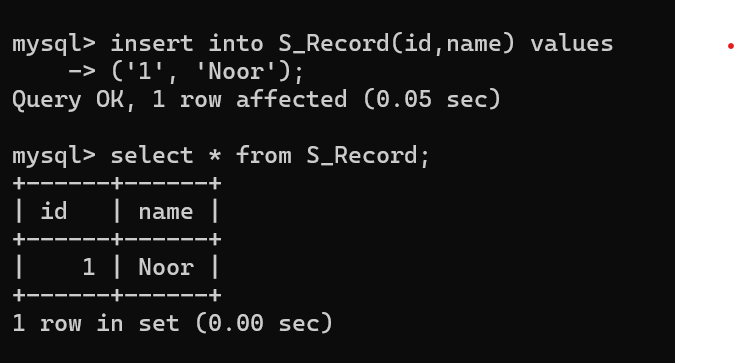 mysql> insert into S_Record(id,name) values
    -> ('1', 'Noor');
Query OK, 1 row affected (0.05 sec)

mysql> select * from S_Record;
+------+------+
| id   | name |
+------+------+
|    1 | Noor |
+------+------+
1 row in set (0.00 sec)